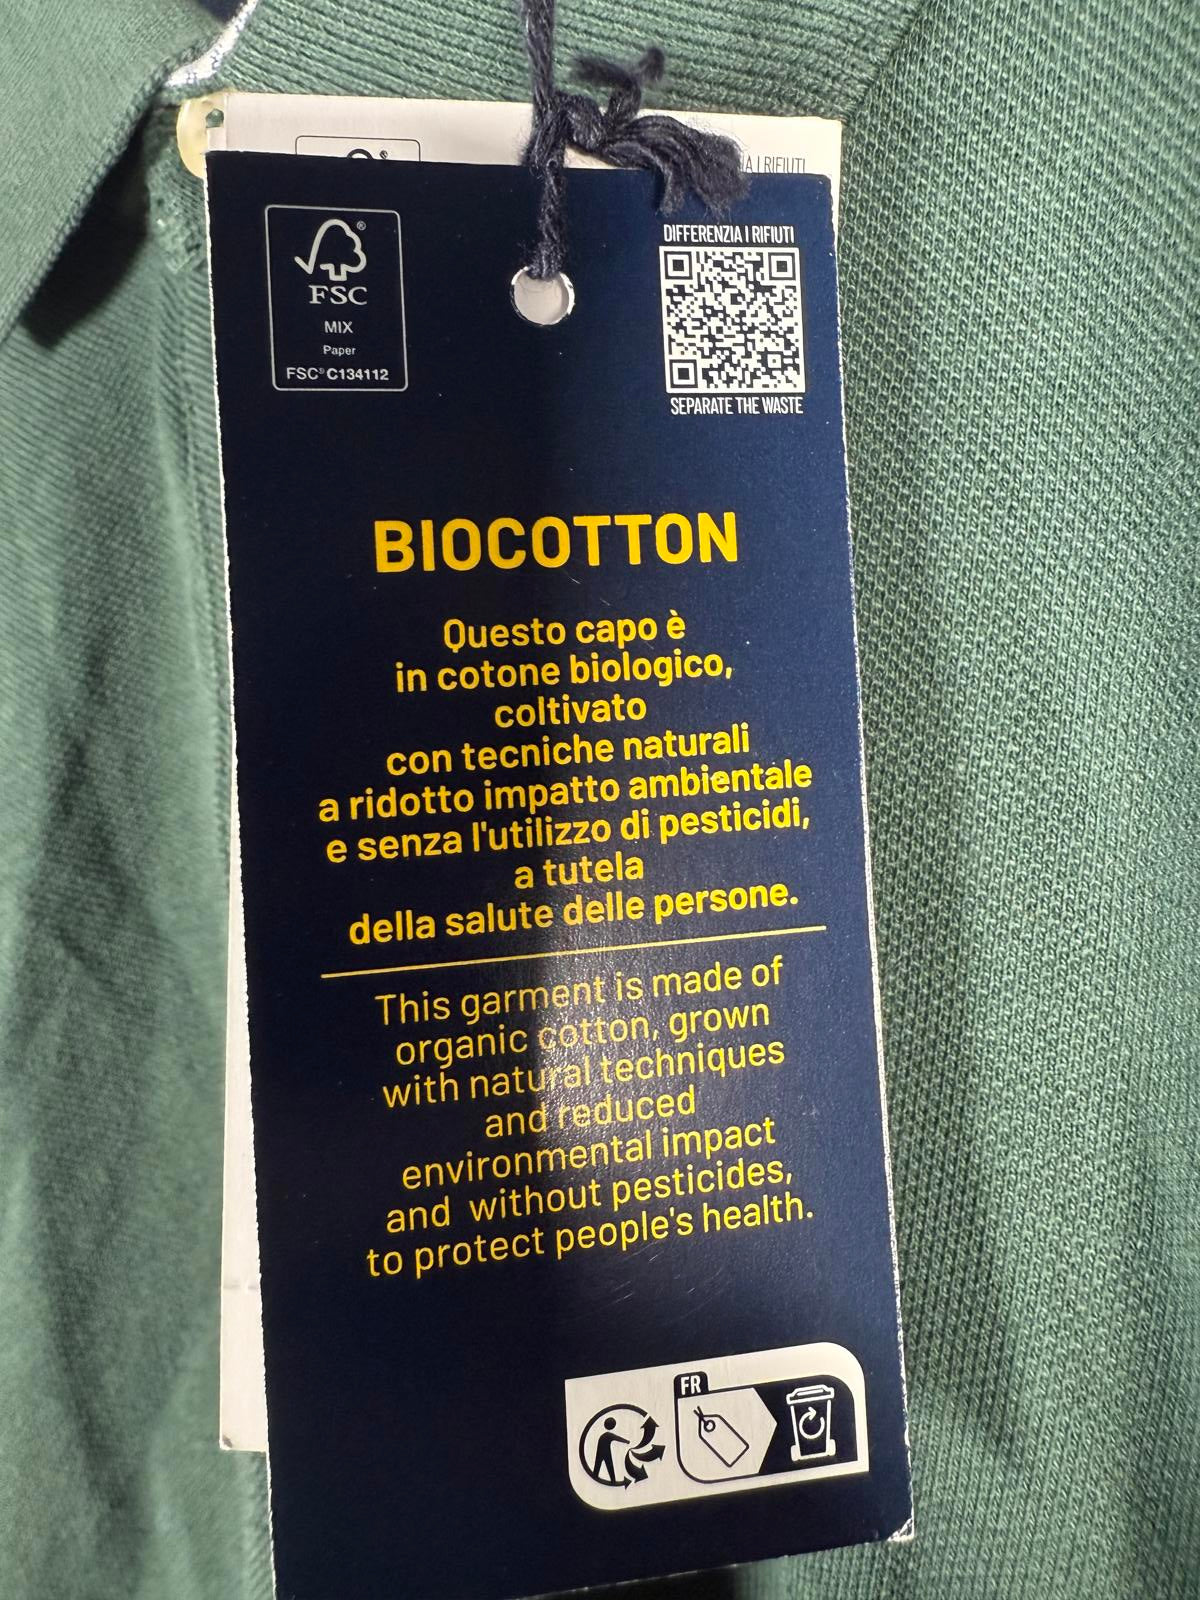 IA I RIFIUTI
FSC
MIX
Paper
FSC® C134112
DIFFERENZIA I RIFIUTI
SEPARATE THE WASTE
BIOCOTTON
Questo capo è
in cotone biologico,
coltivato
con tecniche naturali
a ridotto impatto ambientale
e senza l'utilizzo di pesticidi,
a tutela
della salute delle persone.
This garment is made of
organic cotton, grown
with natural techniques
and reduced
environmental impact
and without pesticides,
to protect people's health.
FR